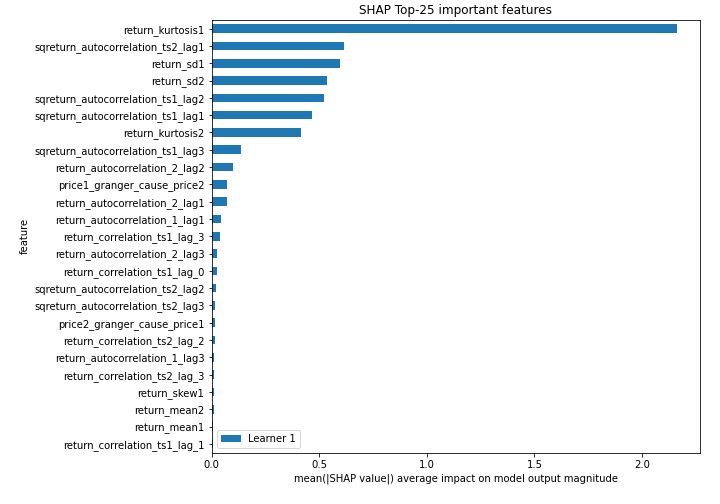 SHAP Top-25 important features
return_kurtosis1
sqreturn_autocorrelation_ts2_lag1
return_sd1
return_sd2
sqreturn_autocorrelation_ts1_lag2
sqreturn_autocorrelation_ts1_lag1
return_kurtosis2
sqreturn_autocorrelation_ts1_lag3
return_autocorrelation_2_lag2
price1_granger_cause_price2
return_autocorrelation_2_lag1
return_autocorrelation_1_lag1
return_correlation_ts1_lag_3
return_autocorrelation_2_lag3
return_correlation_ts1_lag_0
sqreturn_autocorrelation_ts2_lag2
sqreturn_autocorrelation_ts2_lag3
price2_granger_cause_price1
return_correlation_ts2_lag_2
return_autocorrelation_1_lag3
return_correlation_ts2_lag_3
return_skew1
return_mean2
return_mean1
return_correlation_ts1_lag_1
feature
Learner 1
0.0 0.5 1.0 1.5 2.0
mean(|SHAP value|) average impact on model output magnitude